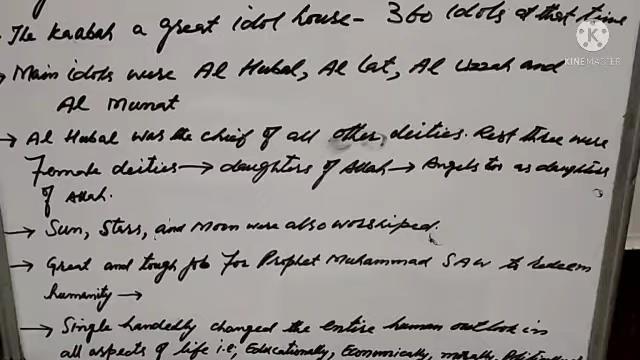 . The Kaabah a great idol house - 360 idols at that time
Main idols were Al Hubal, Al Lat, Al Uzzah and
Al Munat
→ Al Hubal was the chief of all other, deities. Rest three were
Female deities → daughters of Allah → Angels too as daughters
of Allah.
→ Sun, Stars, and Moon were also worshiped.
→ Great and tough job For Prophet Muhammad SAW to redeem
humanity →
→ Single handedly changed the entire human outlook in
all aspects of life i.e; Educationally, Economically, morally,
KINEMASTER